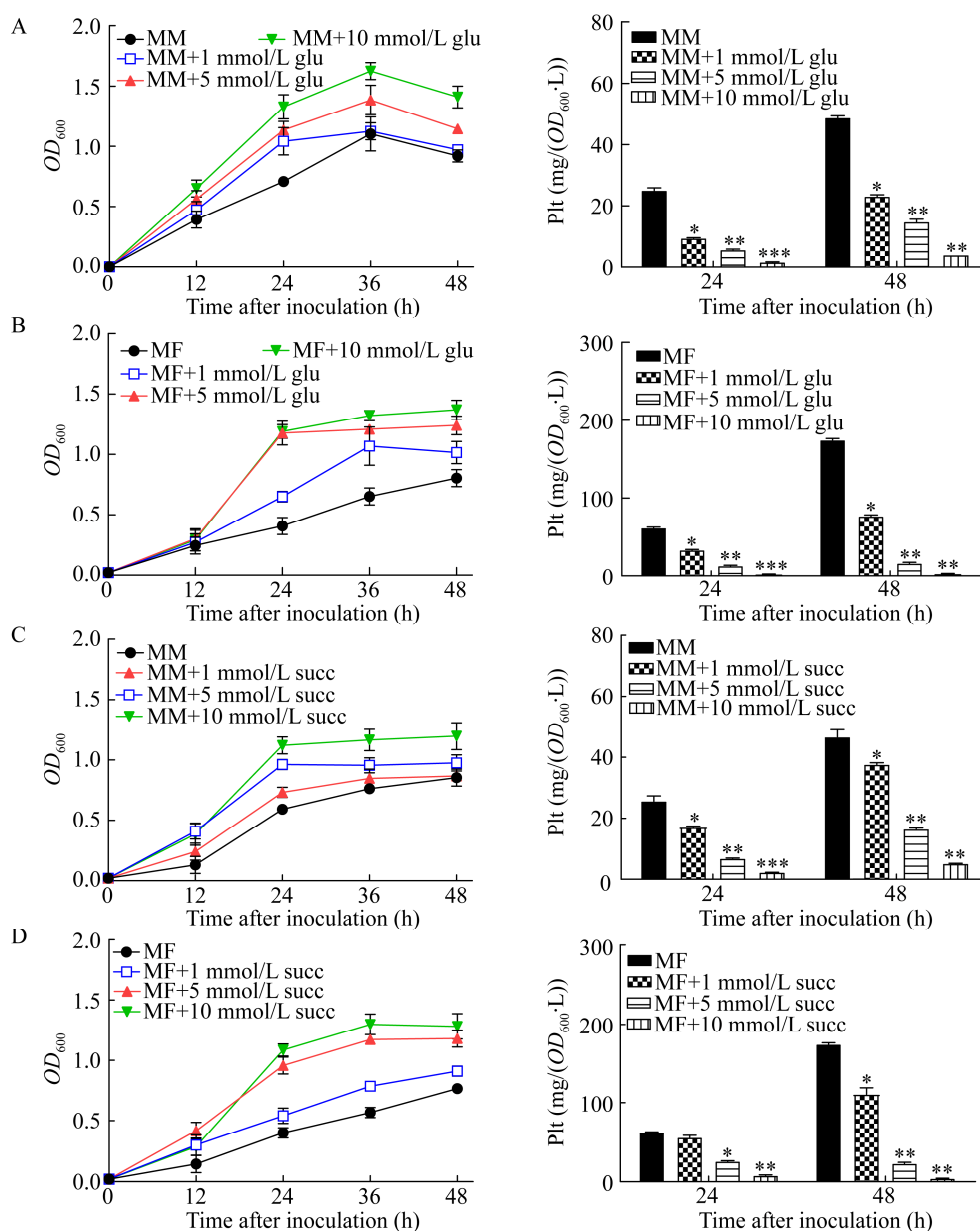 A
MM
MM+10 mmol/L glu
MM+1 mmol/L glu
MM+5 mmol/L glu
OD600
2.0
1.5
1.0
0.5
0.0
0 12 24 36 48
Time after inoculation (h)
Plt (mg/(OD600·L))
80
60
40
20
0
MM
MM+1 mmol/L glu
MM+5 mmol/L glu
MM+10 mmol/L glu
* ** *** * ** **
24 48
Time after inoculation (h)
B
MF
MF+10 mmol/L glu
MF+1 mmol/L glu
MF+5 mmol/L glu
OD600
2.0
1.5
1.0
0.5
0.0
0 12 24 36 48
Time after inoculation (h)
Plt (mg/(OD600·L))
300
200
100
0
MF
MF+1 mmol/L glu
MF+5 mmol/L glu
MF+10 mmol/L glu
* ** *** * ** **
24 48
Time after inoculation (h)
C
MM
MM+1 mmol/L succ
MM+5 mmol/L succ
MM+10 mmol/L succ
OD600
2.0
1.5
1.0
0.5
0.0
0 12 24 36 48
Time after inoculation (h)
Plt (mg/(OD600·L))
80
60
40
20
0
MM
MM+1 mmol/L succ
MM+5 mmol/L succ
MM+10 mmol/L succ
* ** *** * ** **
24 48
Time after inoculation (h)
D
MF
MF+1 mmol/L succ
MF+5 mmol/L succ
MF+10 mmol/L succ
OD600
2.0
1.5
1.0
0.5
0.0
0 12 24 36 48
Time after inoculation (h)
Plt (mg/(OD600·L))
300
200
100
0
MF
MF+1 mmol/L succ
MF+5 mmol/L succ
MF+10 mmol/L succ
* ** * ** **
24 48
Time after inoculation (h)